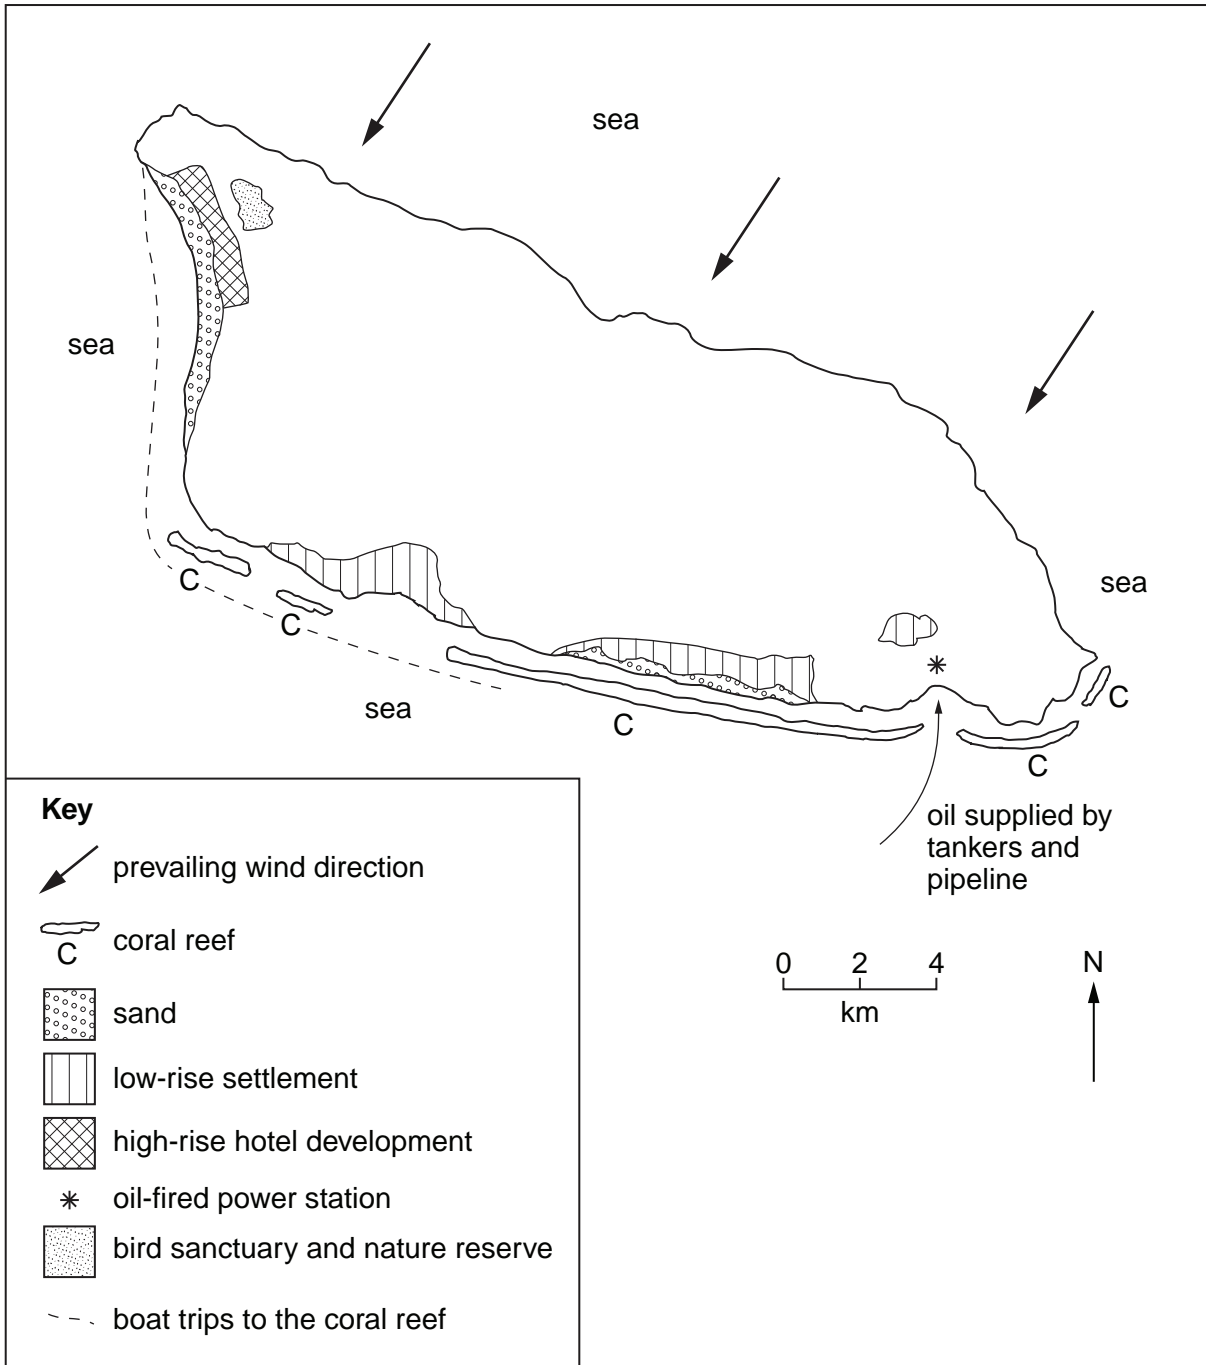 sea
sea
sea
C
C
sea
C
C
C
oil supplied by
tankers and
pipeline
Key
prevailing wind direction
C
coral reef
sand
low-rise settlement
high-rise hotel development
oil-fired power station
bird sanctuary and nature reserve
boat trips to the coral reef
0 2 4
km
N